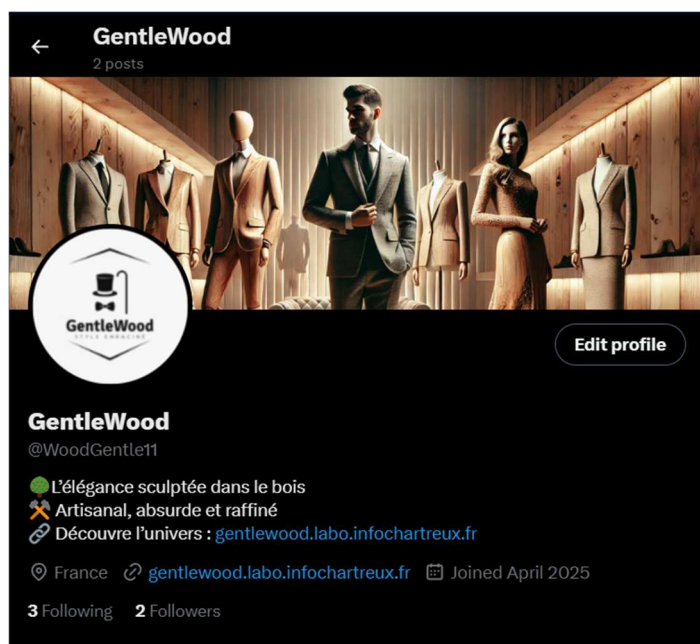 GentleWood
2 posts
GentleWood
STYLE ENRACINÉ
Edit profile
GentleWood
@WoodGentle11
L'élégance sculptée dans le bois
Artisanal, absurde et raffiné
Découvre l'univers : gentlewood.labo.infochartreux.fr
France gentlewood.labo.infochartreux.fr Joined April 2025
3 Following 2 Followers